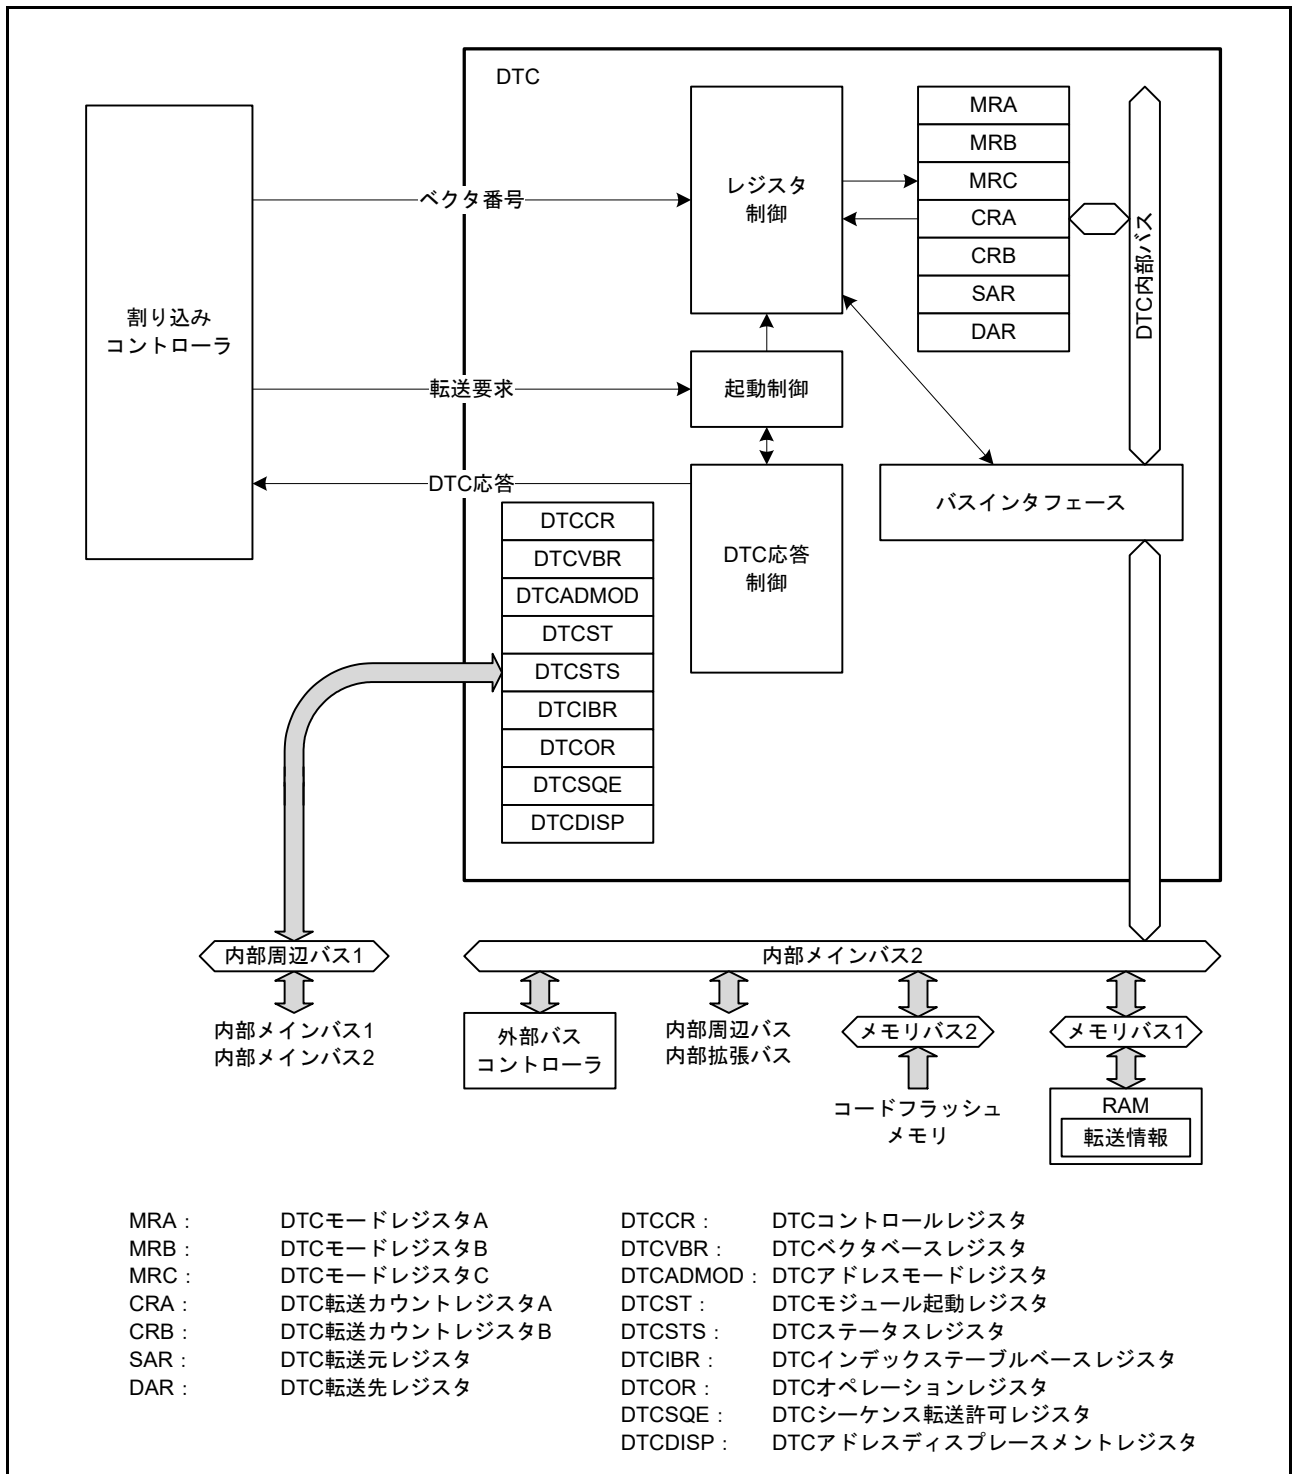 DTC
MRA
MRB
MRC
CRA
CRB
SAR
DAR
レジスタ
制御
ベクタ番号
DTC内部バス
割り込み
コントローラ
転送要求
起動制御
DTC応答
バスインタフェース
DTC応答
制御
DTCCR
DTCVBR
DTCADMOD
DTCST
DTCSTS
DTCIBR
DTCOR
DTCSQE
DTCDISP
内部周辺バス1
内部メインバス2
内部メインバス1
内部メインバス2
外部バス
コントローラ
内部周辺バス
内部拡張バス
メモリバス2
メモリバス1
コードフラッシュ
メモリ
RAM
転送情報
MRA : DTCモードレジスタA
MRB : DTCモードレジスタB
MRC : DTCモードレジスタC
CRA : DTC転送カウントレジスタA
CRB : DTC転送カウントレジスタB
SAR : DTC転送元レジスタ
DAR : DTC転送先レジスタ
DTCCR : DTCコントロールレジスタ
DTCVBR : DTCベクタベースレジスタ
DTCADMOD : DTCアドレスモードレジスタ
DTCST : DTCモジュール起動レジスタ
DTCSTS : DTCステータスレジスタ
DTCIBR : DTCインデックステーブルベースレジスタ
DTCOR : DTCオペレーションレジスタ
DTCSQE : DTCシーケンス転送許可レジスタ
DTCDISP : DTCアドレスディスプレースメントレジスタ